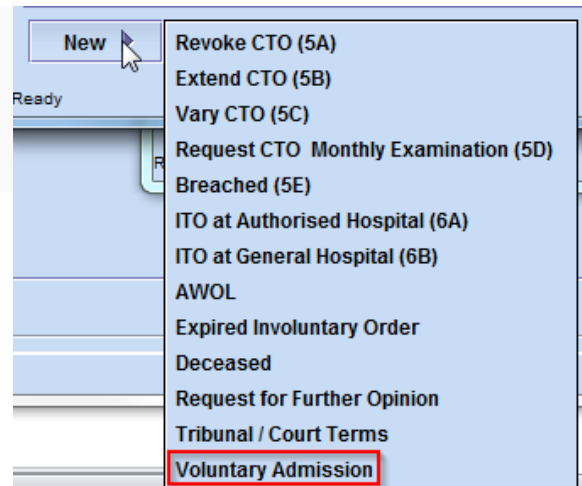 New
Revoke CTO (5A)
Extend CTO (5B)
Ready
Vary CTO (5C)
Request CTO  Monthly Examination (5D)
R
Breached (5E)
ITO at Authorised Hospital (6A)
ITO at General Hospital (6B)
AWOL
Expired Involuntary Order
Deceased
Request for Further Opinion
Tribunal / Court Terms
Voluntary Admission